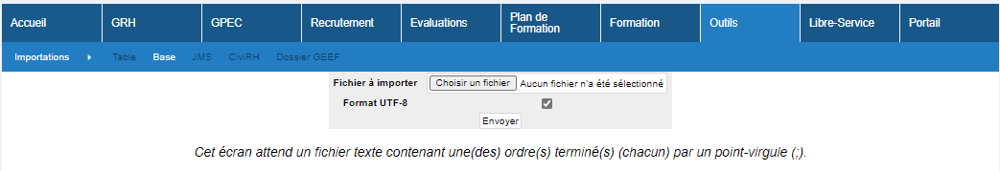 Accueil GRH GPEC Recrutement Evaluations Plan de Formation Formation Outils Libre-Service Portail
Importations Table Base JMS CiviRH Dossier GEEF
Fichier à importer Choisir un fichier Aucun fichier n'a été sélectionné
Format UTF-8
Envoyer
Cet écran attend un fichier texte contenant une(des) ordre(s) terminé(s) (chacun) par un point-virgule (;).